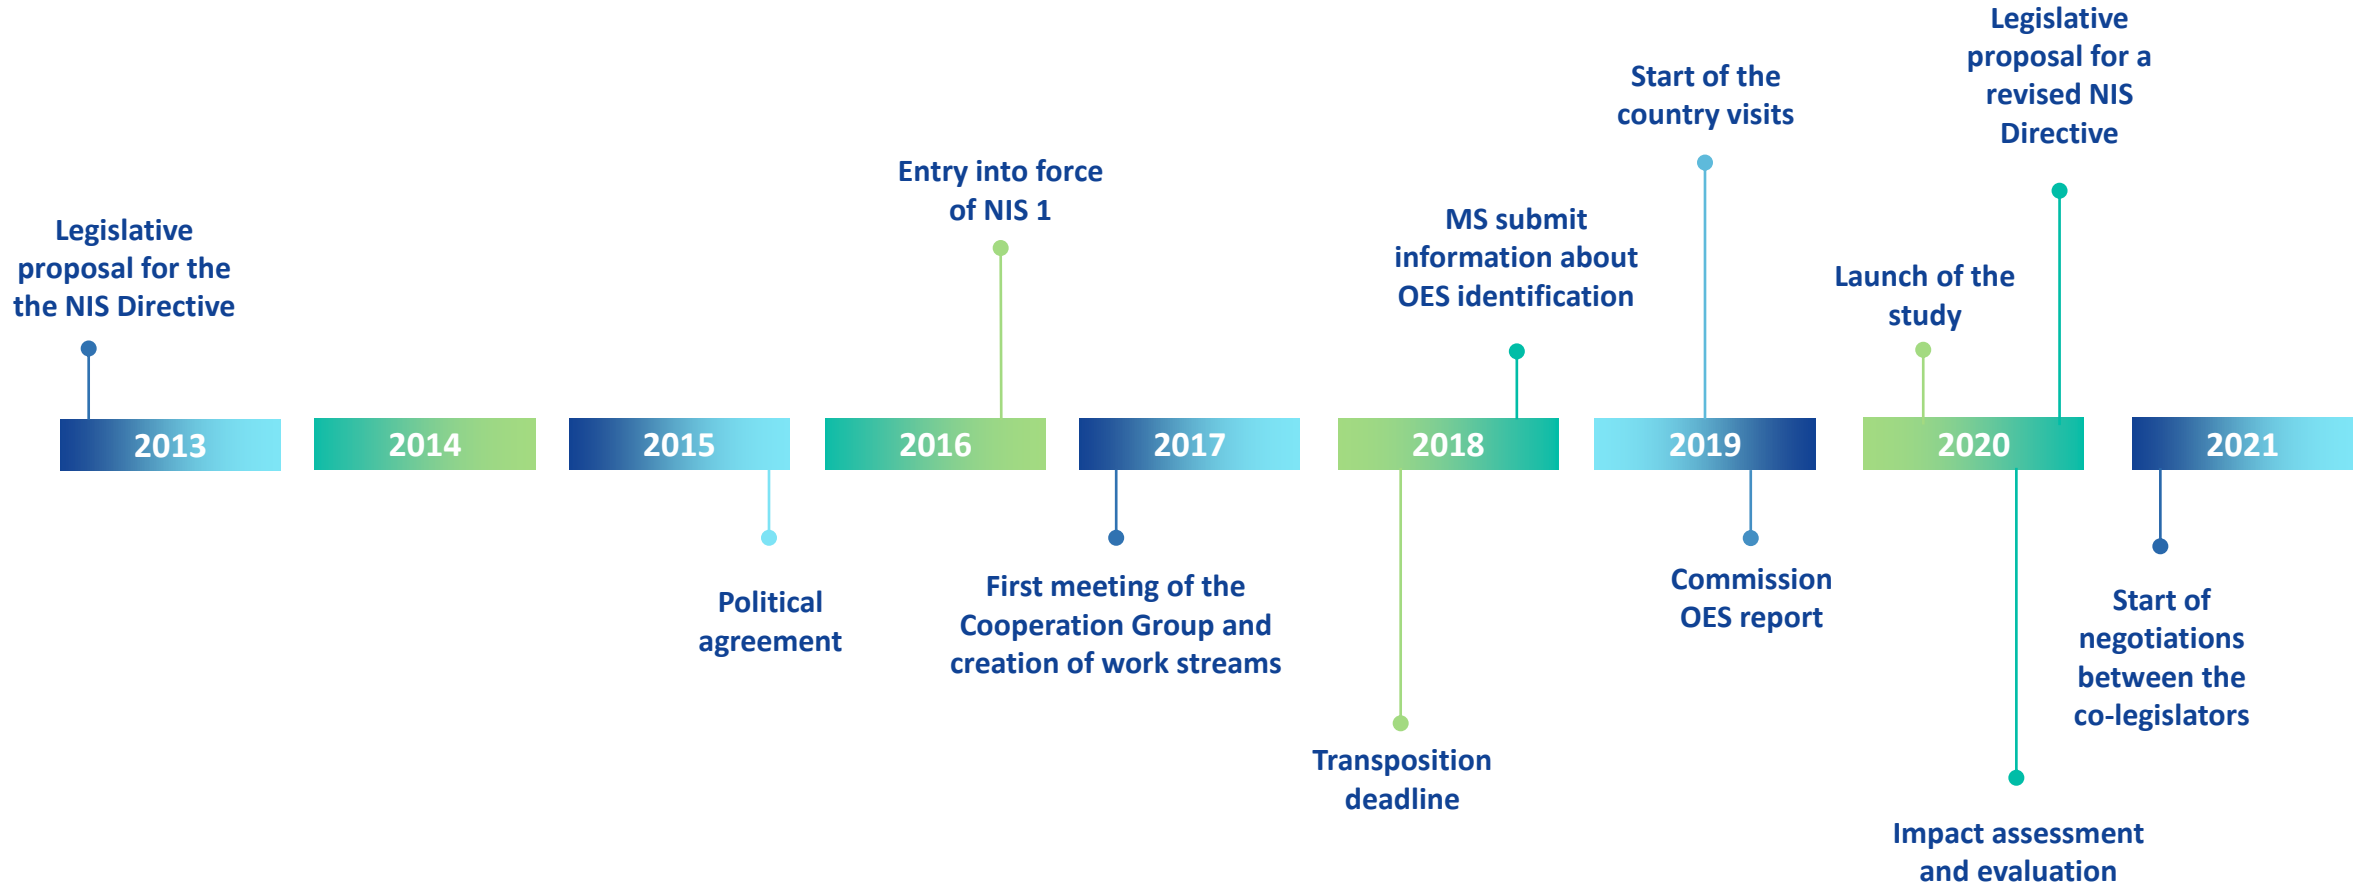 Legislative
proposal for the
the NIS Directive
Entry into force
of NIS 1
MS submit
information about
OES identification
Start of the
country visits
Launch of the
study
Legislative
proposal for a
revised NIS
Directive
2013
2014
2015
2016
2017
2018
2019
2020
2021
Political
agreement
First meeting of the
Cooperation Group and
creation of work streams
Transposition
deadline
Commission
OES report
Impact assessment
and evaluation
Start of
negotiations
between the
co-legislators